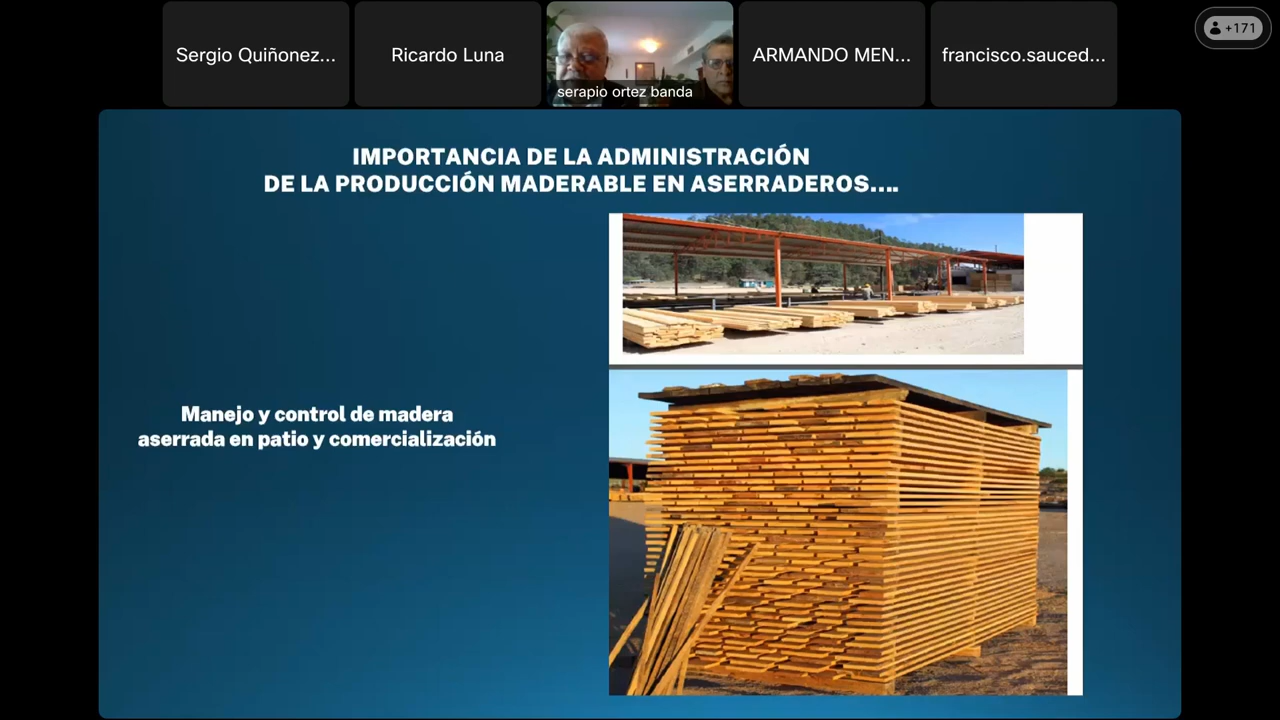 Sergio Quiñonez...
Ricardo Luna
serapio ortez banda
ARMANDO MEN...
francisco.sauced...
+171
IMPORTANCIA DE LA ADMINISTRACIÓN
DE LA PRODUCCIÓN MADERABLE EN ASERRADEROS....
Manejo y control de madera
aserrada en patio y comercialización